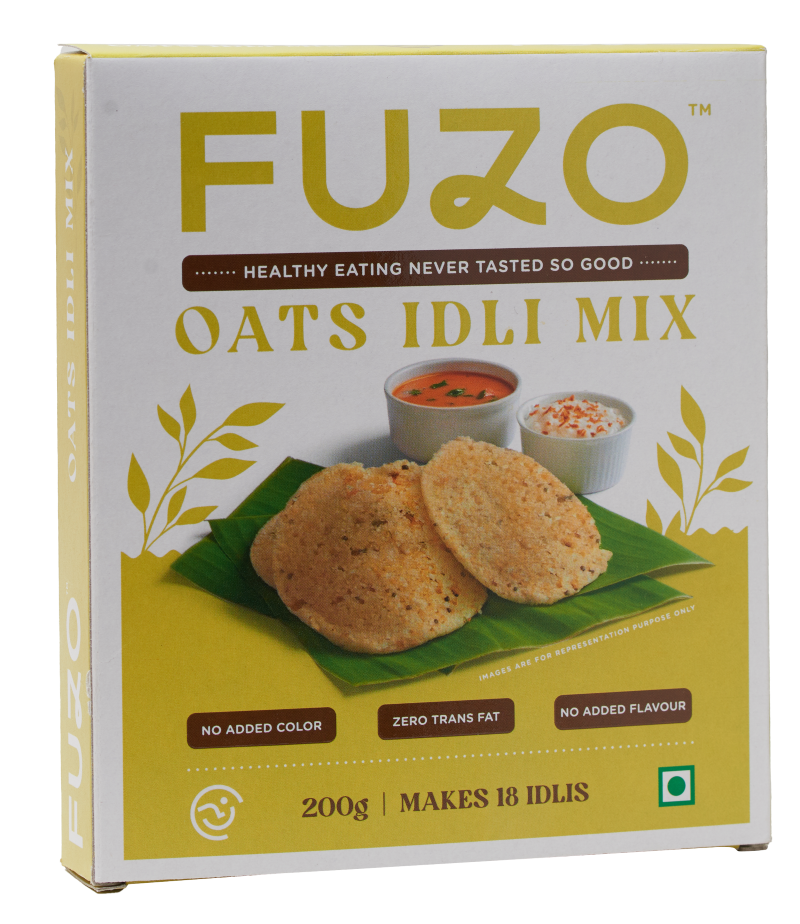 FUZO™
······· HEALTHY EATING NEVER TASTED SO GOOD ·······
OATS IDLI MIX
IMAGES ARE FOR REPRESENTATION PURPOSE ONLY
NO ADDED COLOR
ZERO TRANS FAT
NO ADDED FLAVOUR
200g | MAKES 18 IDLIS
OATS IDLI MIX
FUZO™